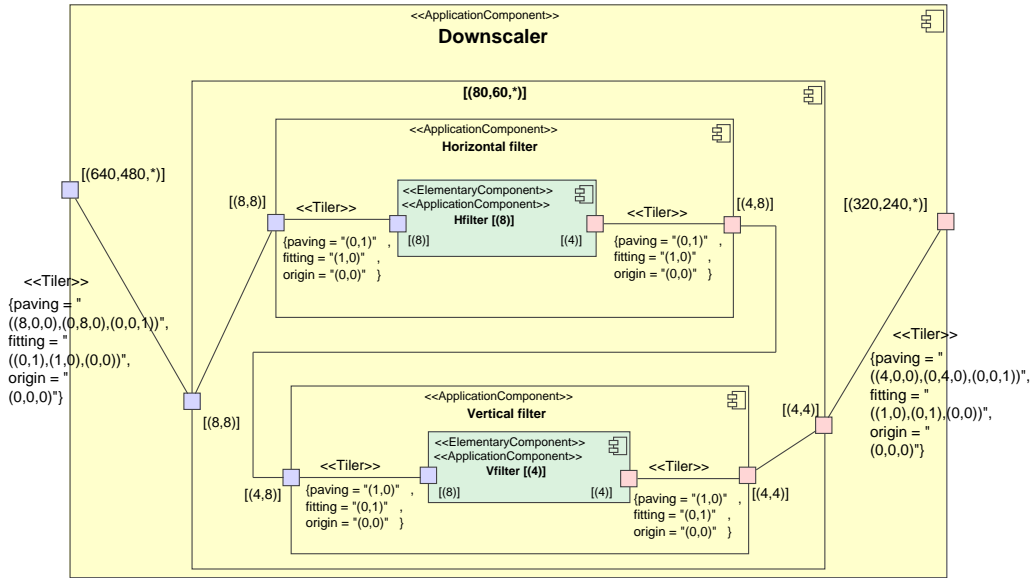 <<ApplicationComponent>>
Downscaler
[(80,60,*)]
<<ApplicationComponent>>
Horizontal filter
[(640,480,*)]
<<ElementaryComponent>>
<<ApplicationComponent>>
Hfilter [(8)]
[(8)]
[(4)]
[(8,8)]
<<Tiler>>
{paving = "(0,1)" ,
fitting = "(1,0)" ,
origin = "(0,0)" }
<<Tiler>>
[(4,8)]
{paving = "(0,1)" ,
fitting = "(1,0)" ,
origin = "(0,0)" }
[(320,240,*)]
<<Tiler>>
{paving = "
((8,0,0),(0,8,0),(0,0,1))",
fitting = "
((0,1),(1,0),(0,0))",
origin = "
(0,0,0)"}
[(8,8)]
<<Tiler>>
{paving = "
((4,0,0),(0,4,0),(0,0,1))",
fitting = "
((1,0),(0,1),(0,0))",
origin = "
(0,0,0)"}
[(4,4)]
<<ApplicationComponent>>
Vertical filter
<<ElementaryComponent>>
<<ApplicationComponent>>
Vfilter [(4)]
[(8)]
[(4)]
[(4,8)]
<<Tiler>>
{paving = "(1,0)" ,
fitting = "(0,1)" ,
origin = "(0,0)" }
<<Tiler>>
[(4,4)]
{paving = "(1,0)" ,
fitting = "(0,1)" ,
origin = "(0,0)" }